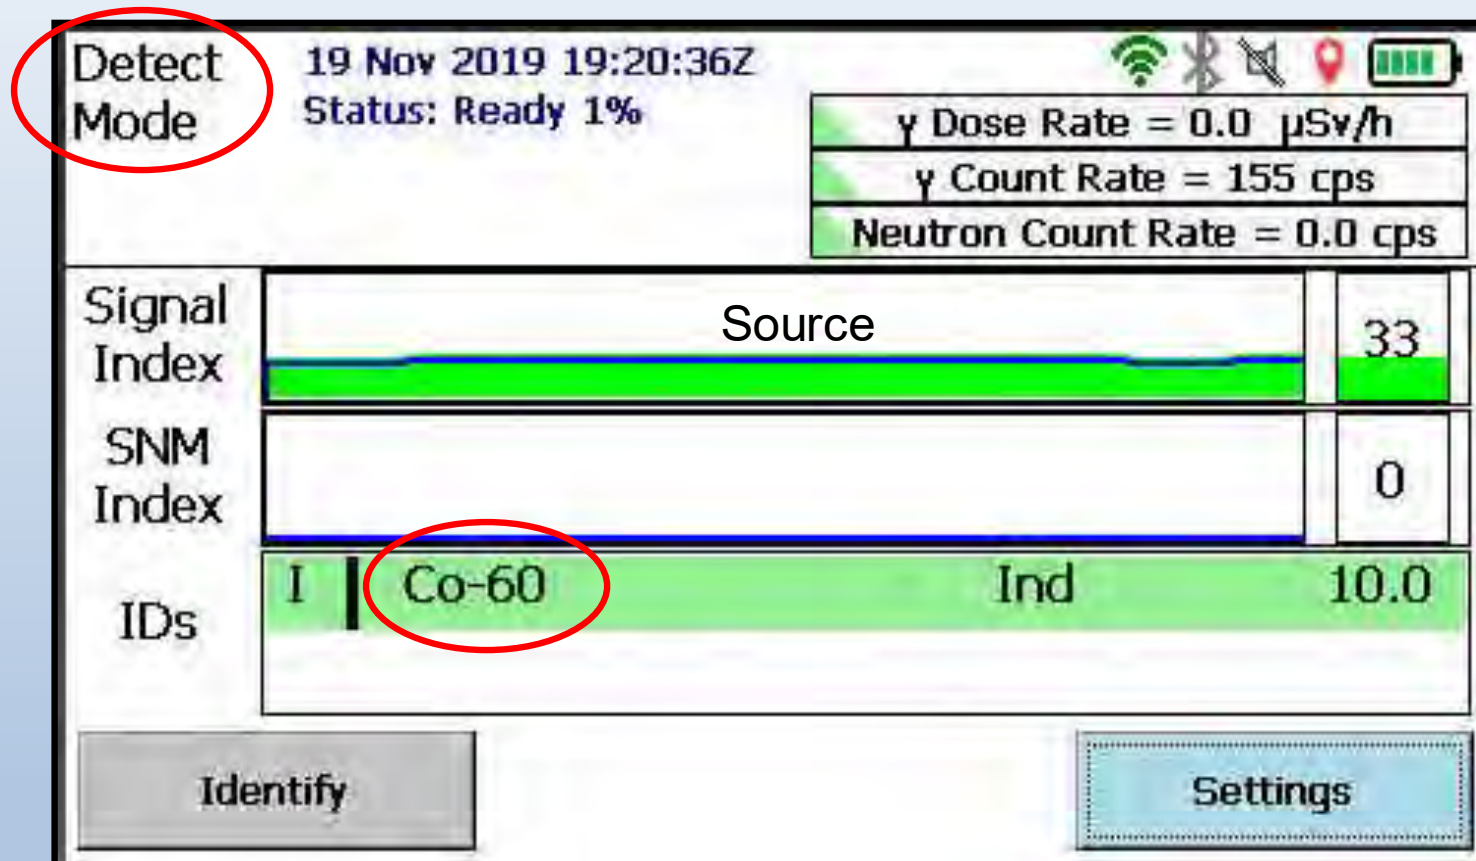 Detect
Mode
19 Nov 2019 19:20:36Z
Status: Ready 1%
γ Dose Rate = 0.0 µSv/h
γ Count Rate = 155 cps
Neutron Count Rate = 0.0 cps
Signal
Index
Source
33
SNM
Index
0
IDs
I Co-60 Ind 10.0
Identify
Settings